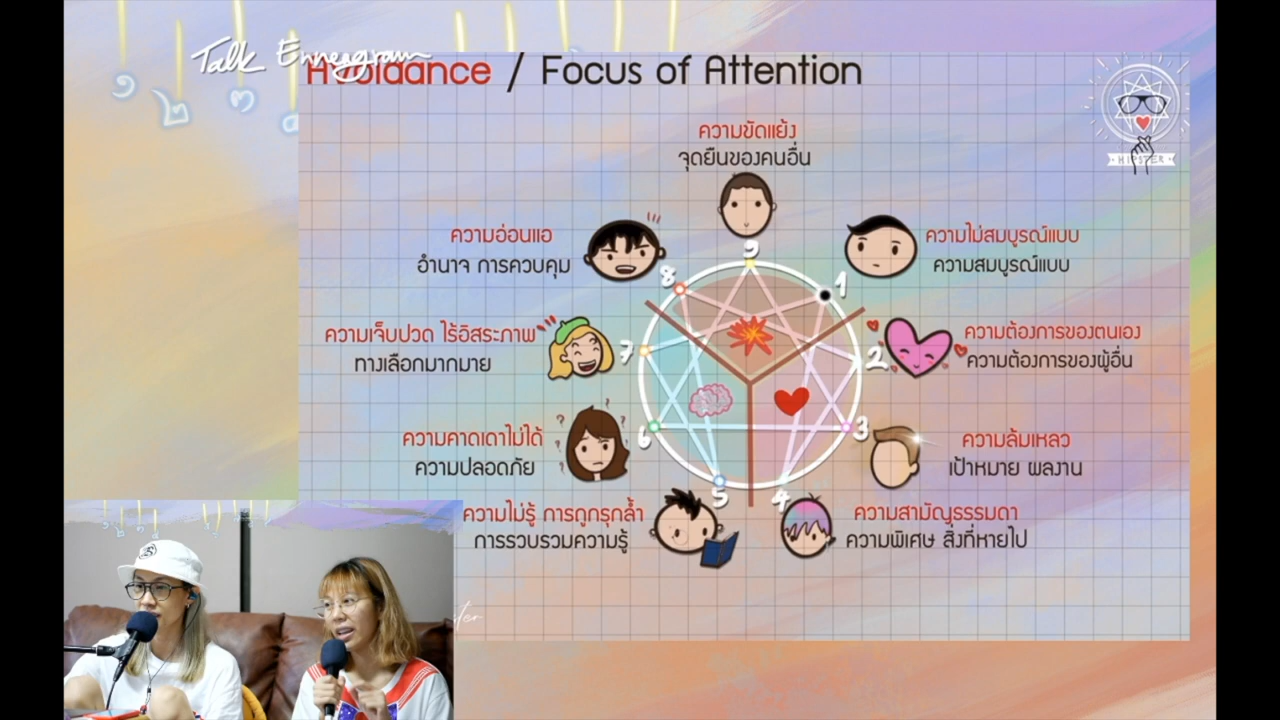 Talk Enneagram
Avoidance / Focus of Attention
๑ ๒ ๓
HIPSTER
ความขัดแย้ง
จุดยืนของคนอื่น
9
ความอ่อนแอ
อำนาจ การควบคุม
8
ความไม่สมบูรณ์แบบ
ความสมบูรณ์แบบ
1
ความเจ็บปวด ไร้อิสระภาพ
ทางเลือกมากมาย
7
ความต้องการของตนเอง
ความต้องการของผู้อื่น
2
ความคาดเดาไม่ได้
ความปลอดภัย
6
ความล้มเหลว
เป้าหมาย ผลงาน
3
ความไม่รู้ การถูกรุกล้ำ
การรวบรวมความรู้
5
ความสามัญธรรมดา
ความพิเศษ สิ่งที่หายไป
4